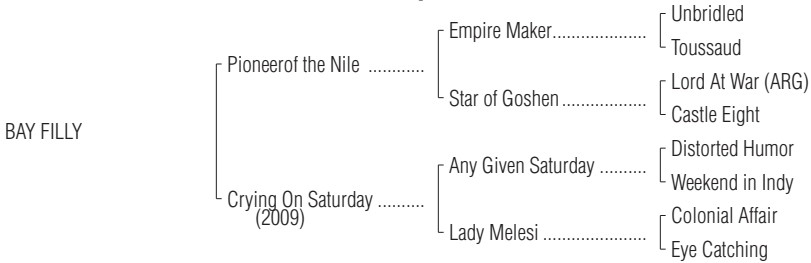 Unbridled
Empire Maker.....................
Toussaud
Pioneerof the Nile ............
Lord At War (ARG)
Star of Goshen...................
Castle Eight
BAY FILLY
Distorted Humor
Any Given Saturday ..........
Weekend in Indy
Crying On Saturday ..........
(2009)
Colonial Affair
Lady Melesi .......................
Eye Catching